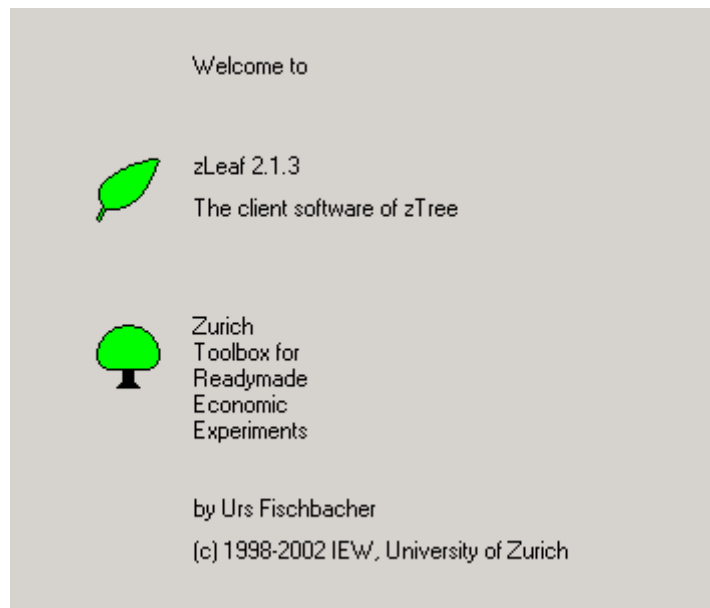 Welcome to
zLeaf 2.1.3
The client software of zTree
Zurich
Toolbox for
Readymade
Economic
Experiments
by Urs Fischbacher
(c) 1998-2002 IEW, University of Zurich